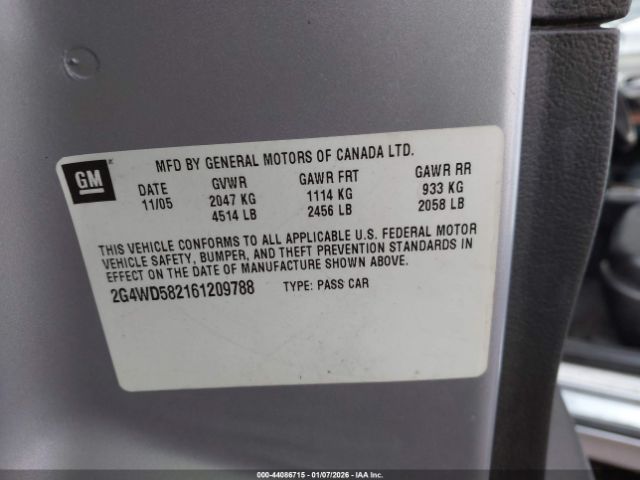 GM
MFD BY GENERAL MOTORS OF CANADA LTD.
DATE GVWR GAWR FRT GAWR RR
11/05 2047 KG 1114 KG 933 KG
4514 LB 2456 LB 2058 LB
THIS VEHICLE CONFORMS TO ALL APPLICABLE U.S. FEDERAL MOTOR
VEHICLE SAFETY, BUMPER, AND THEFT PREVENTION STANDARDS IN
EFFECT ON THE DATE OF MANUFACTURE SHOWN ABOVE.
2G4WD582161209788 TYPE: PASS CAR
000-44086715 - 01/07/2026 - IAA Inc.